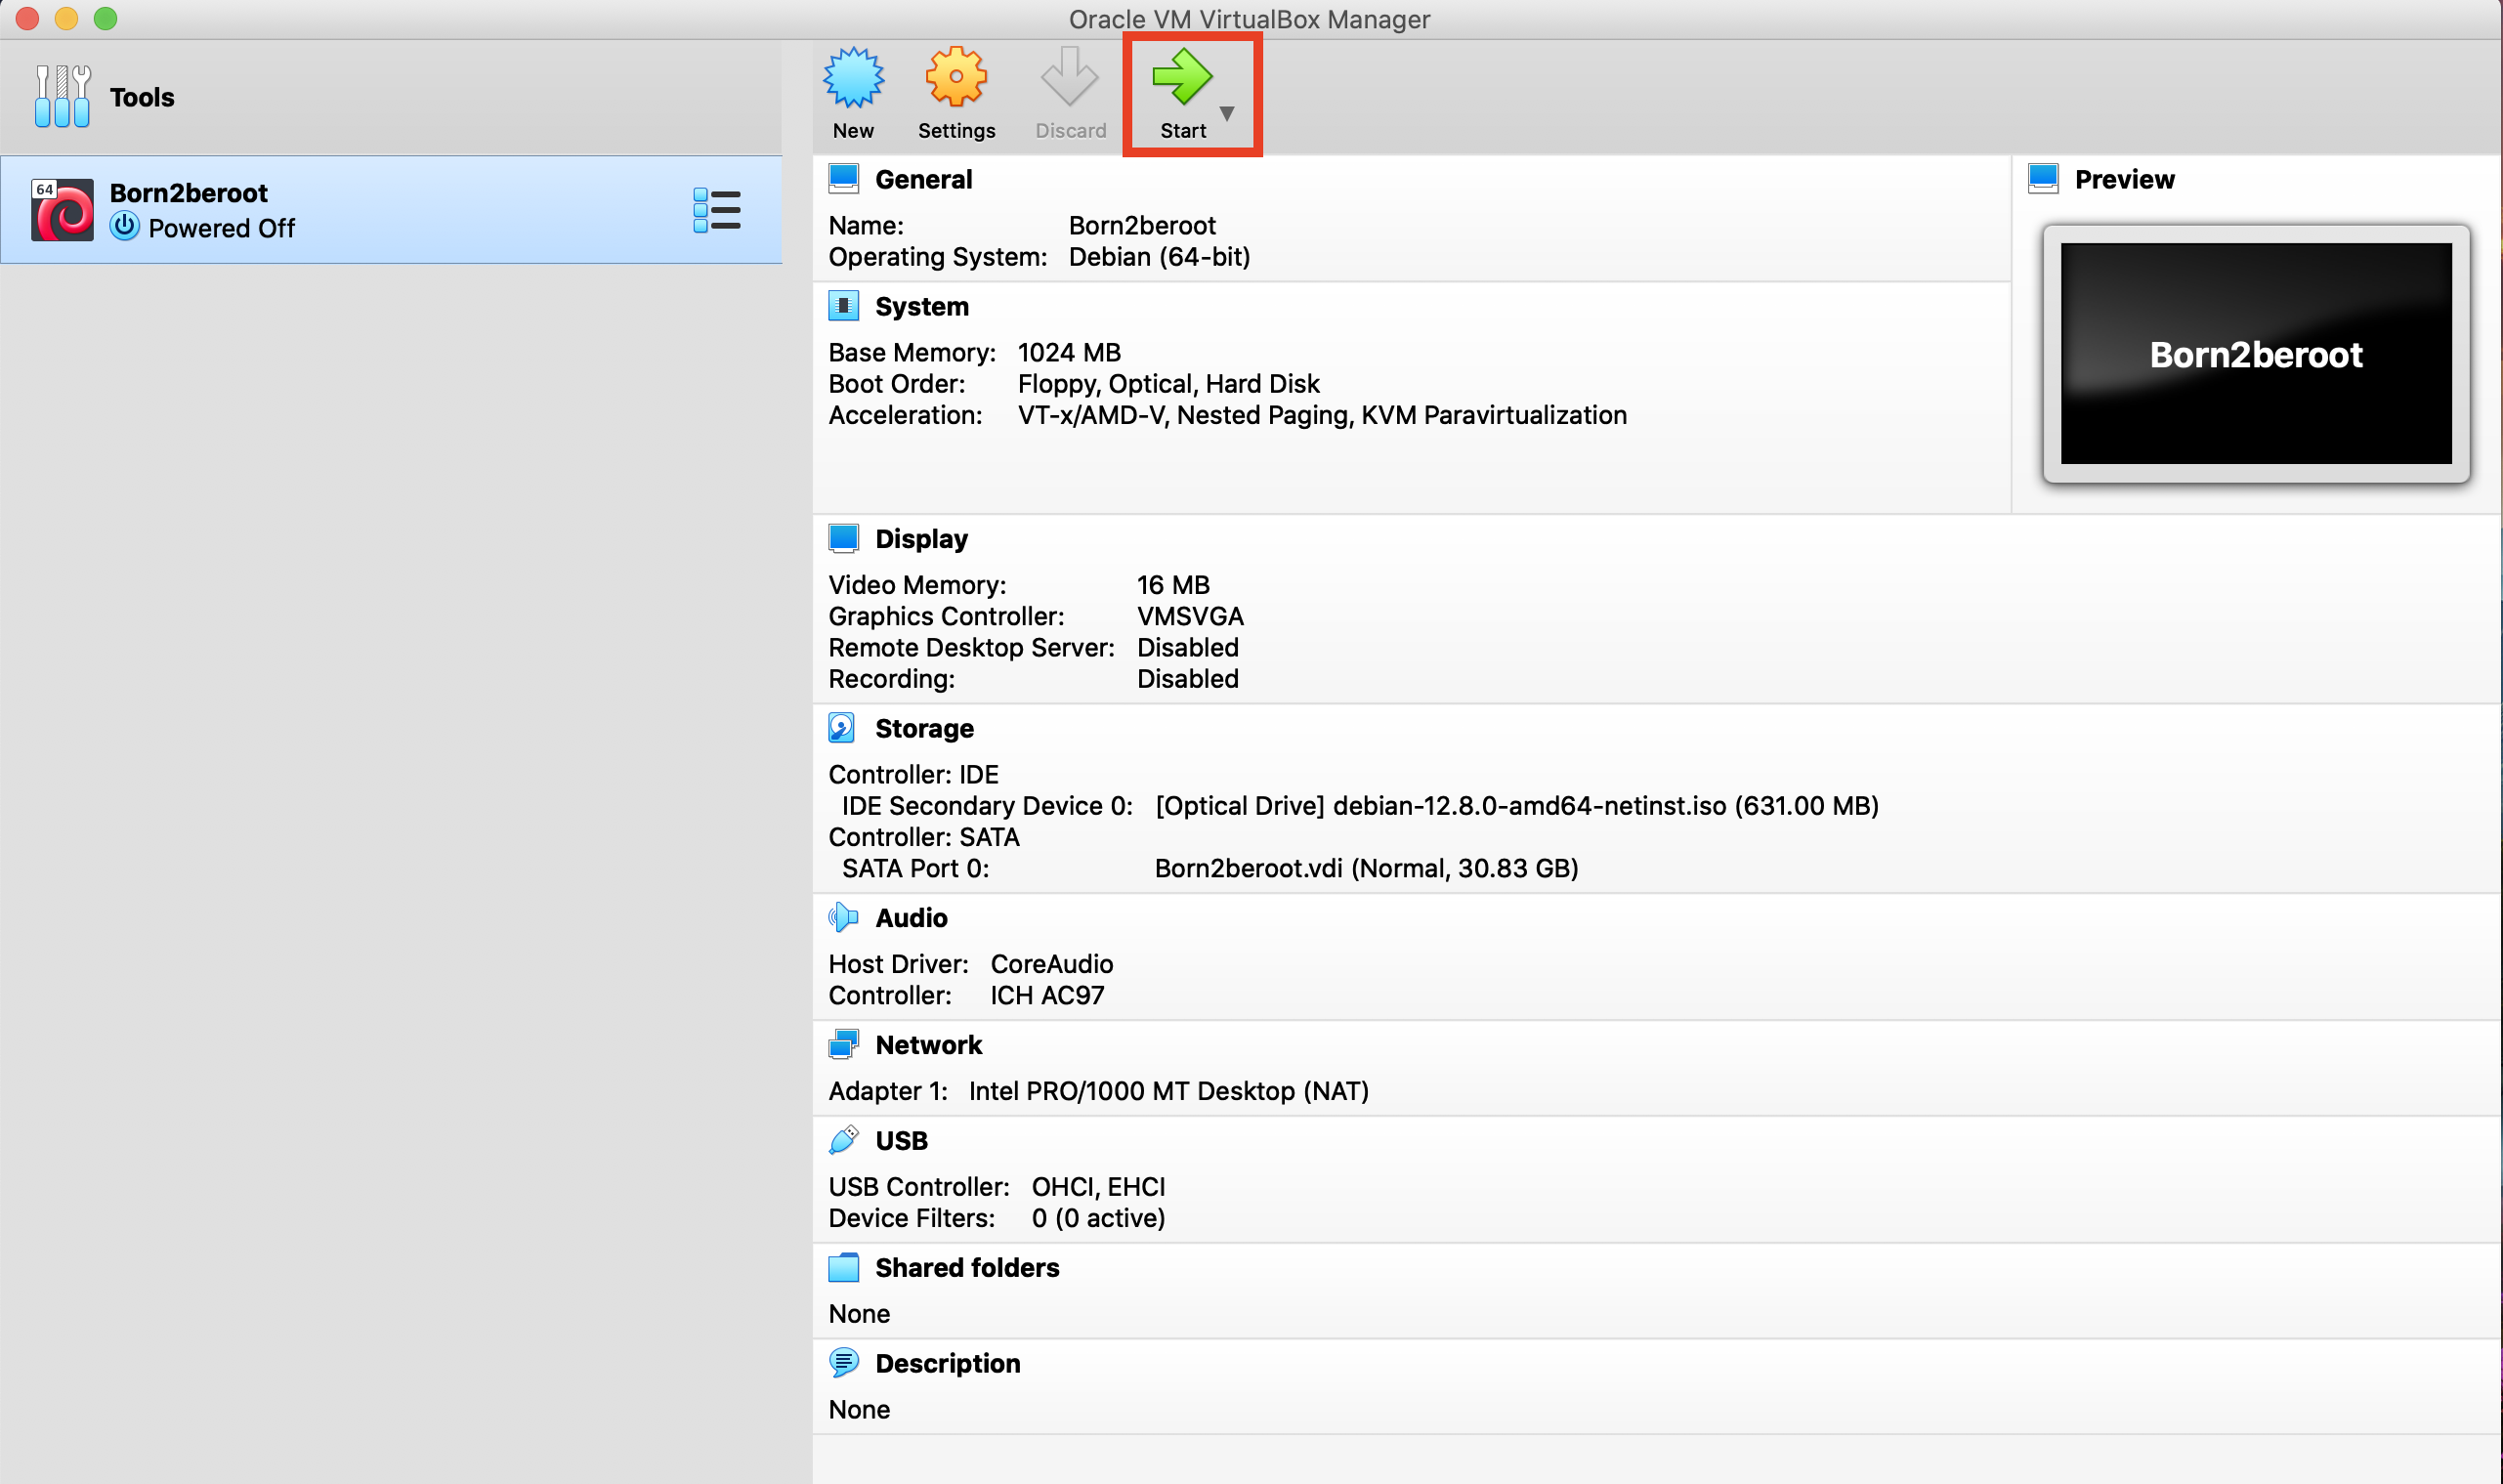 Oracle VM VirtualBox Manager
Tools
New
Settings
Discard
Start
64
Born2beroot
Powered Off
General
Name: Born2beroot
Operating System: Debian (64-bit)
Preview
Born2beroot
System
Base Memory: 1024 MB
Boot Order: Floppy, Optical, Hard Disk
Acceleration: VT-x/AMD-V, Nested Paging, KVM Paravirtualization
Display
Video Memory: 16 MB
Graphics Controller: VMSVGA
Remote Desktop Server: Disabled
Recording: Disabled
Storage
Controller: IDE
IDE Secondary Device 0: [Optical Drive] debian-12.8.0-amd64-netinst.iso (631.00 MB)
Controller: SATA
SATA Port 0: Born2beroot.vdi (Normal, 30.83 GB)
Audio
Host Driver: CoreAudio
Controller: ICH AC97
Network
Adapter 1: Intel PRO/1000 MT Desktop (NAT)
USB
USB Controller: OHCI, EHCI
Device Filters: 0 (0 active)
Shared folders
None
Description
None